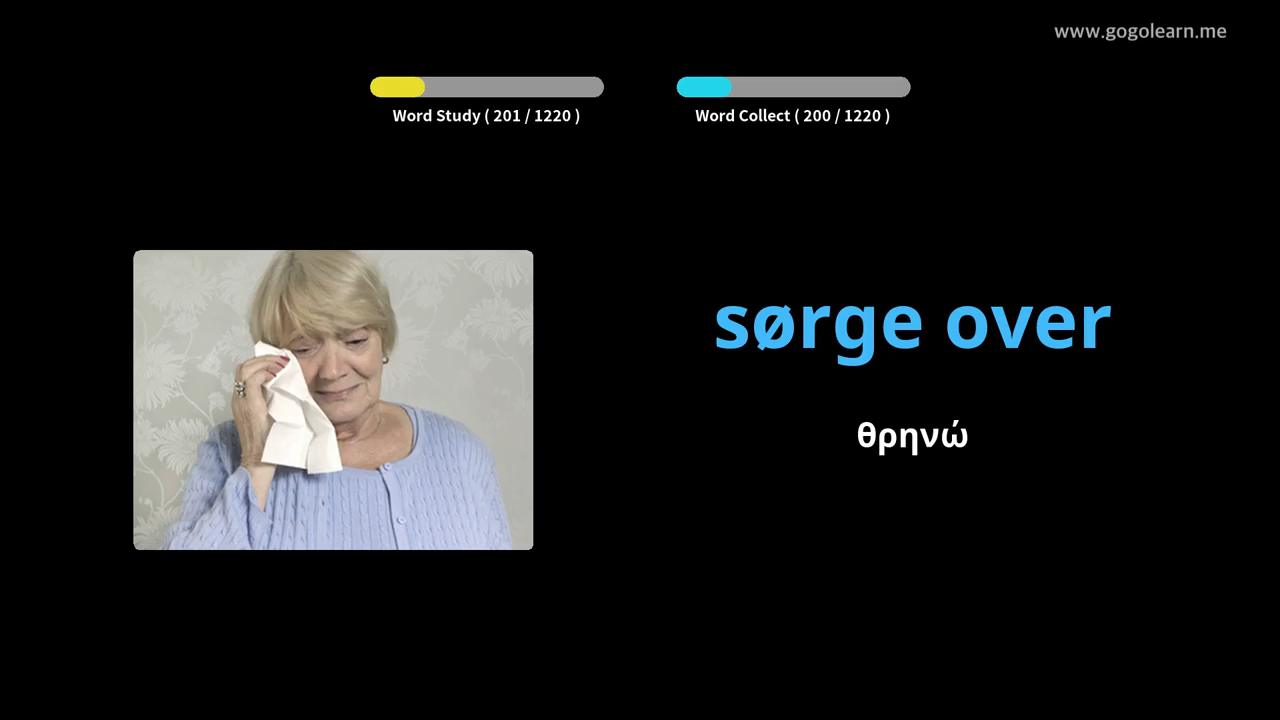 www.gogolearn.me
Word Study ( 201 / 1220 )
Word Collect ( 200 / 1220 )
sørge over
θρηνώ